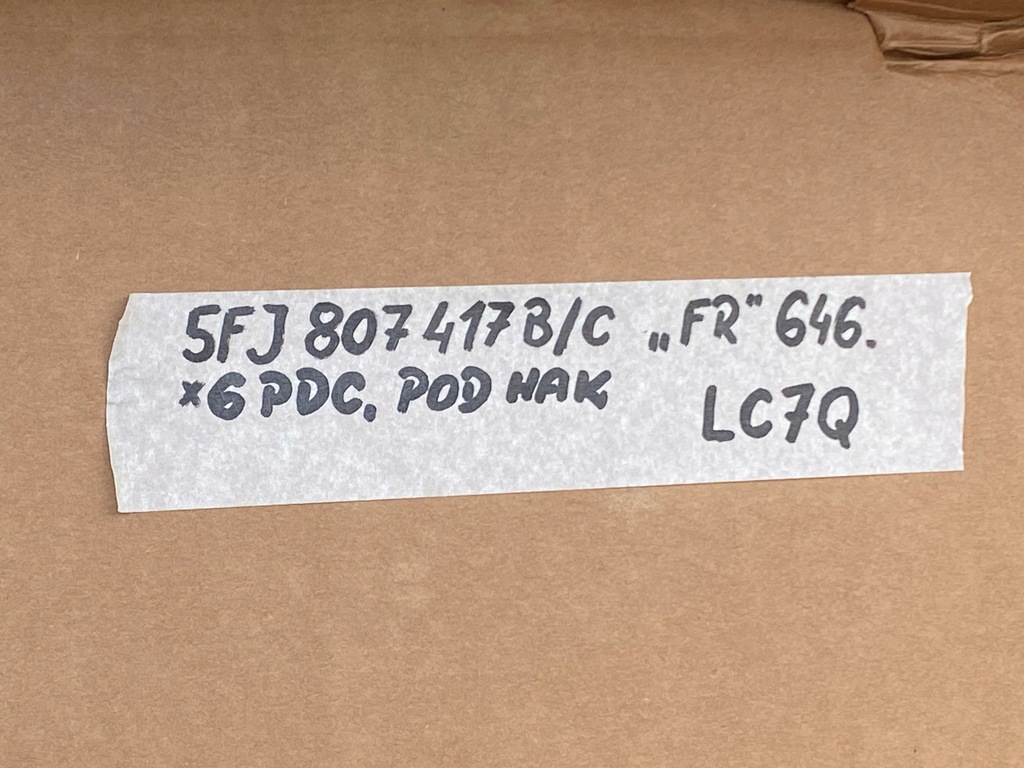 5FJ 807 417 B/C „FR" 646.
×6 PDC. POD HAK LC7Q